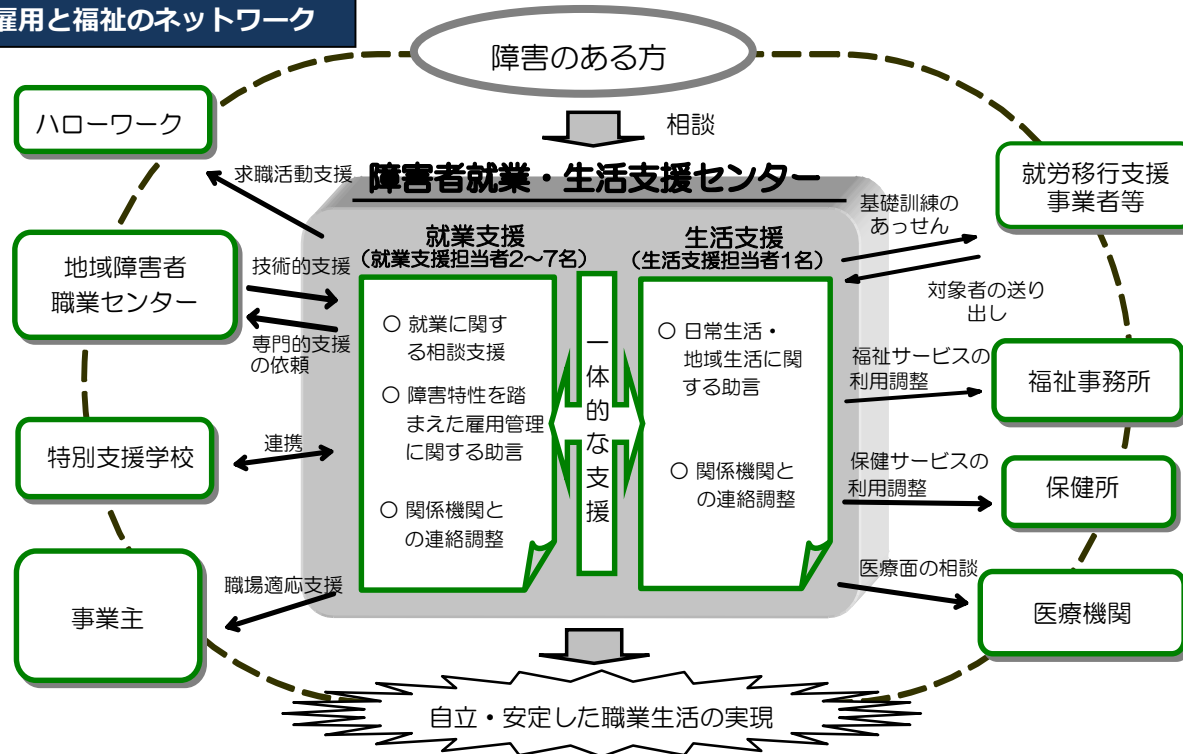 雇用と福祉のネットワーク
障害のある方
相談
ハローワーク
求職活動支援
障害者就業・生活支援センター
就労移行支援
事業者等
基礎訓練の
あっせん
対象者の送り
出し
地域障害者
職業センター
技術的支援
専門的支援
の依頼
就業支援
(就業支援担当者2～7名)
生活支援
(生活支援担当者1名)
○ 就業に関す
る相談支援
○ 障害特性を踏
まえた雇用管理
に関する助言
○ 関係機関と
の連絡調整
一体的な支援
○ 日常生活・
地域生活に関
する助言
○ 関係機関と
の連絡調整
福祉サービスの
利用調整
福祉事務所
特別支援学校
連携
保健サービスの
利用調整
保健所
事業主
職場適応支援
医療面の相談
医療機関
自立・安定した職業生活の実現